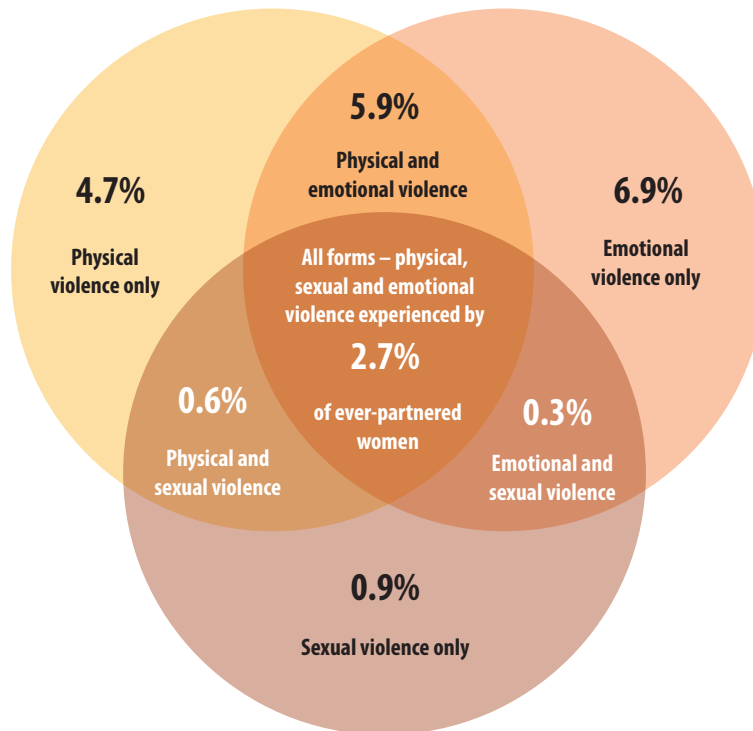 5.9%
Physical and
emotional violence
4.7%
Physical
violence only
6.9%
Emotional
violence only
All forms – physical,
sexual and emotional
violence experienced by
2.7%
of ever-partnered
women
0.6%
Physical and
sexual violence
0.3%
Emotional and
sexual violence
0.9%
Sexual violence only